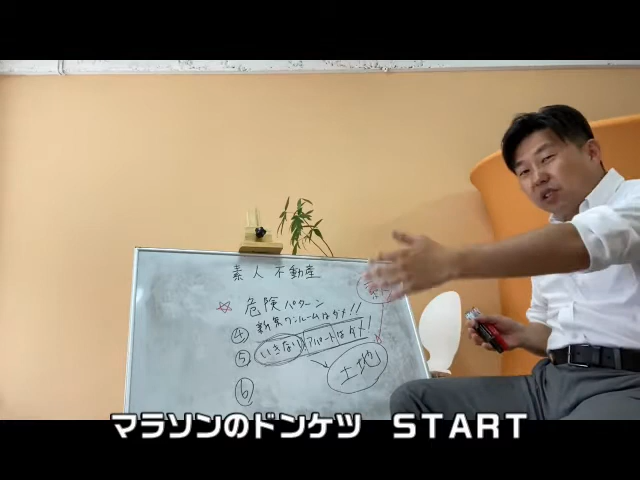 素人不動産
☆ 危険パターン
④ 新築ワンルームはダメ!!
⑤ いきなりアパートはダメ!
土地
⑥
マラソンのドンケツ START